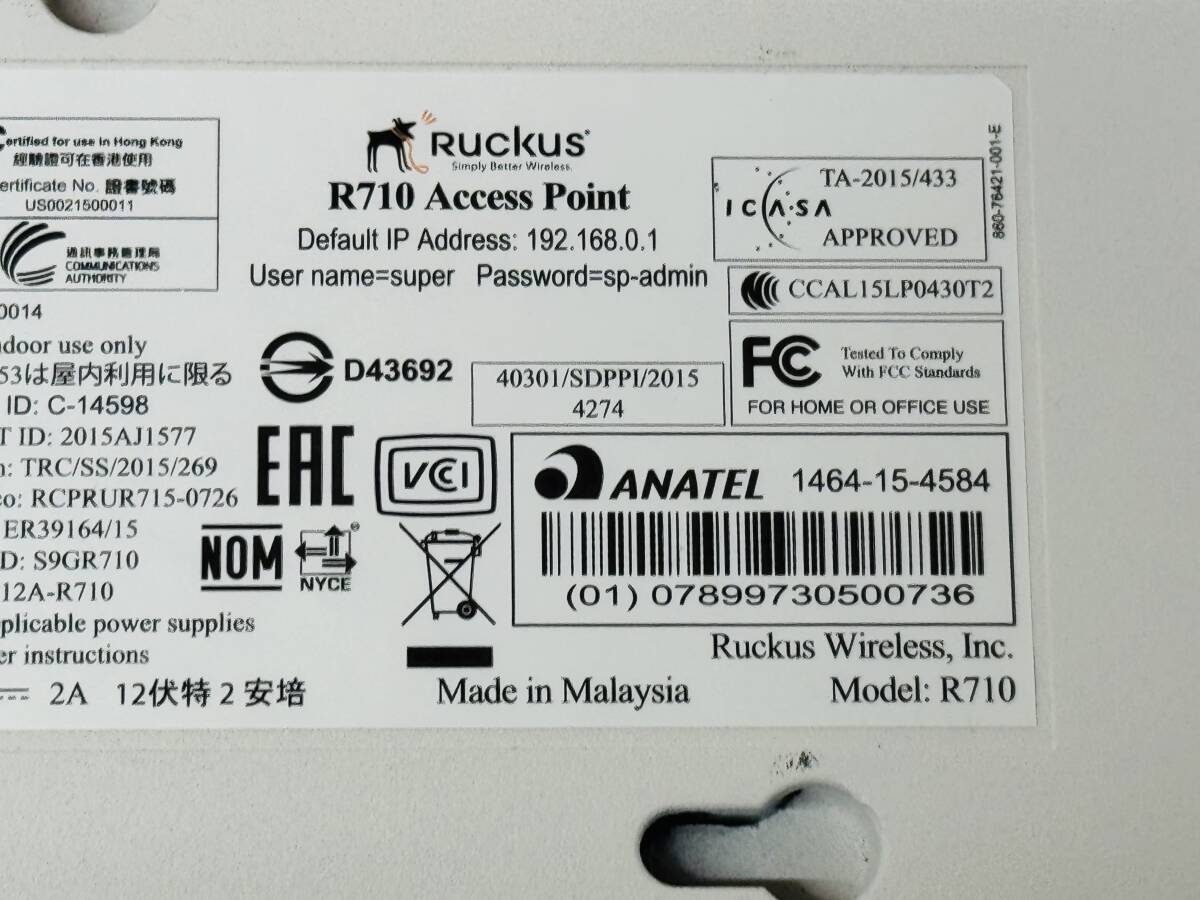 ertified for use in Hong Kong
經驗證可在香港使用
ertificate No. 證書號碼
US0021500011
通訊事務管理局
COMMUNICATIONS
AUTHORITY
0014
door use only
53は屋内利用に限る
ID: C-14598
T ID: 2015AJ1577
n: TRC/SS/2015/269
co: RCPRUR715-0726
ER39164/15
D: S9GR710
12A-R710
plicable power supplies
er instructions
2A 12伏特 2 安培
RUCKUS
Simply Better Wireless.
R710 Access Point
Default IP Address: 192.168.0.1
User name=super Password=sp-admin
D43692
40301/SDPPI/2015
4274
EAC
VCCI
NOM
NYCE
Made in Malaysia
ICASA
TA-2015/433
APPROVED
860-76421-001-E
CCAL15LP0430T2
FC
Tested To Comply
With FCC Standards
FOR HOME OR OFFICE USE
ANATEL 1464-15-4584
(01) 07899730500736
Ruckus Wireless, Inc.
Model: R710